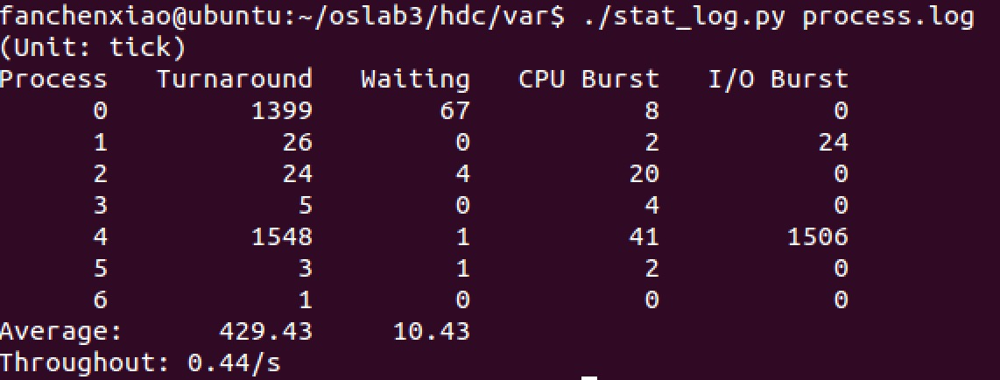 fanchenxiao@ubuntu:~/oslab3/hdc/var$ ./stat_log.py process.log
(Unit: tick)
Process   Turnaround   Waiting   CPU Burst   I/O Burst
      0         1399        67           8           0
      1           26         0           2          24
      2           24         4          20           0
      3            5         0           4           0
      4         1548         1          41        1506
      5            3         1           2           0
      6            1         0           0           0
Average:      429.43     10.43
Throughout: 0.44/s